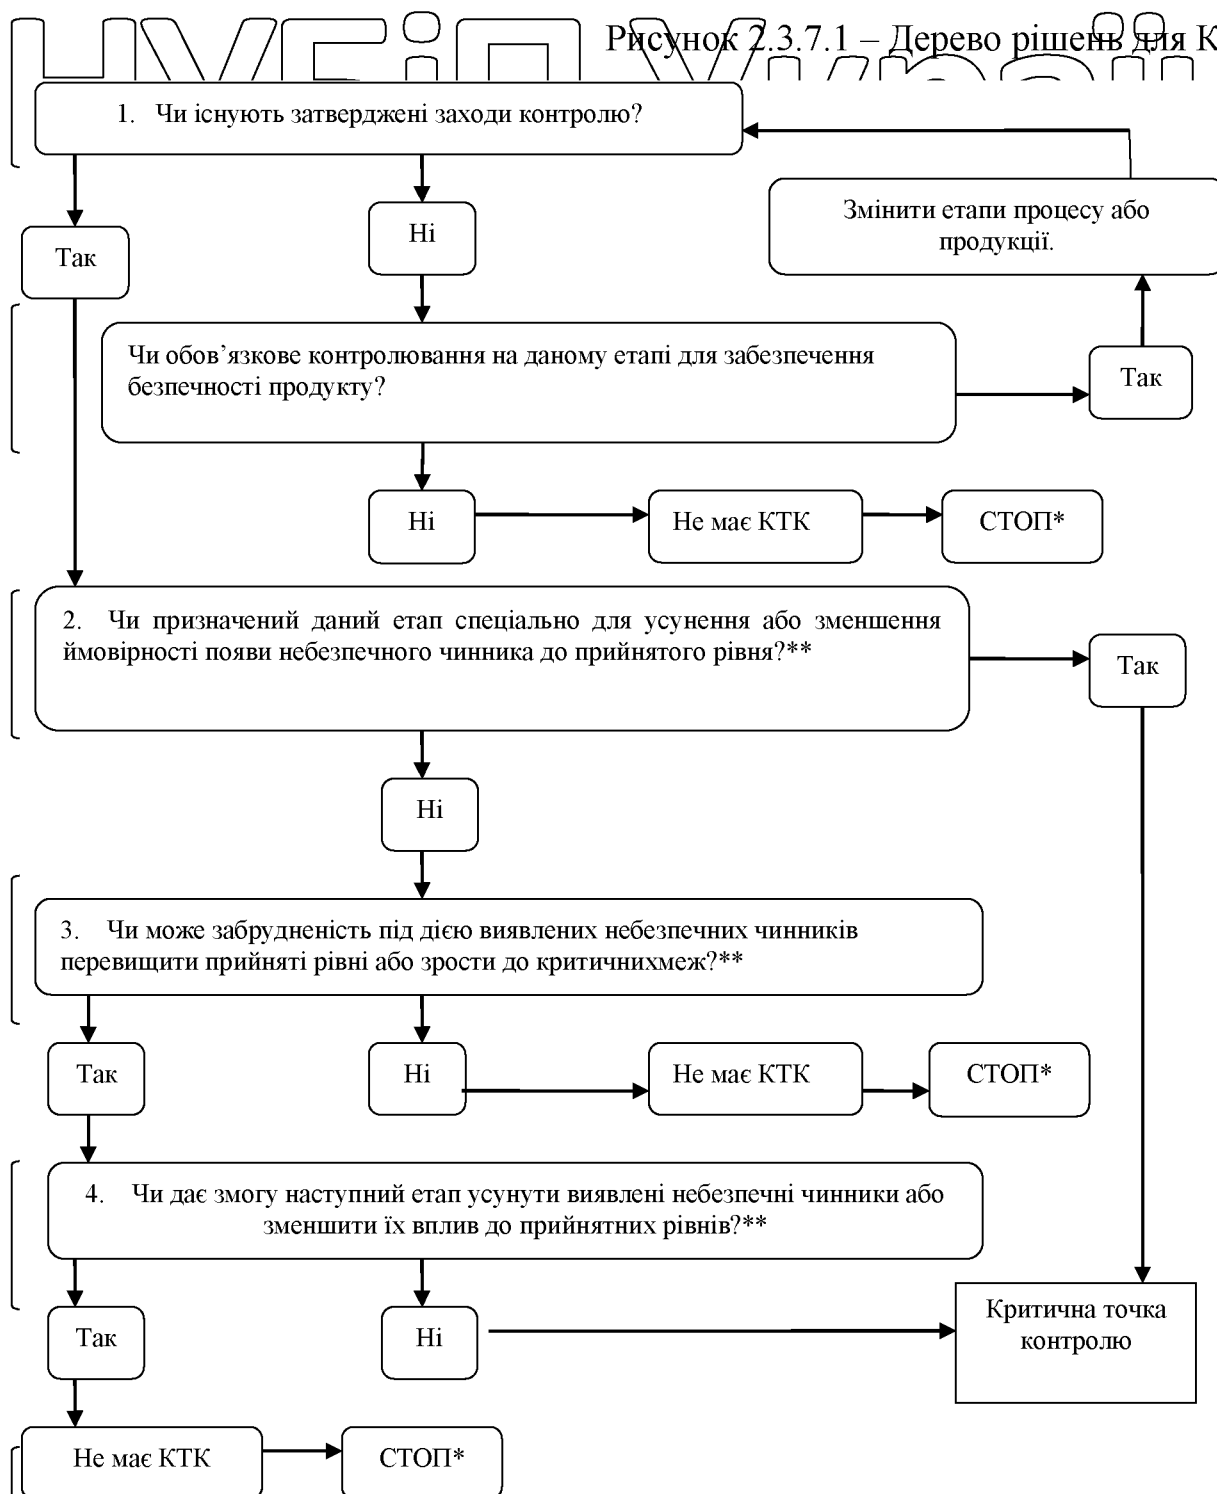 НУБіП України
Рисунок 2.3.7.1 – Дерево рішень для К
1. Чи існують затверджені заходи контролю?
Змінити етапи процесу або
продукції.
Ні
Так
Чи обов’язкове контролювання на даному етапі для забезпечення
безпечності продукту?
Так
Ні
Не має КТК
СТОП*
2. Чи призначений даний етап спеціально для усунення або зменшення
ймовірності появи небезпечного чинника до прийнятого рівня?**
Так
Ні
3. Чи може забрудненість під дією виявлених небезпечних чинників
перевищити прийняті рівні або зрости до критичнихмеж?**
Так
Ні
Не має КТК
СТОП*
4. Чи дає змогу наступний етап усунути виявлені небезпечні чинники або
зменшити їх вплив до прийнятних рівнів?**
Так
Ні
Критична точка
контролю
Не має КТК
СТОП*